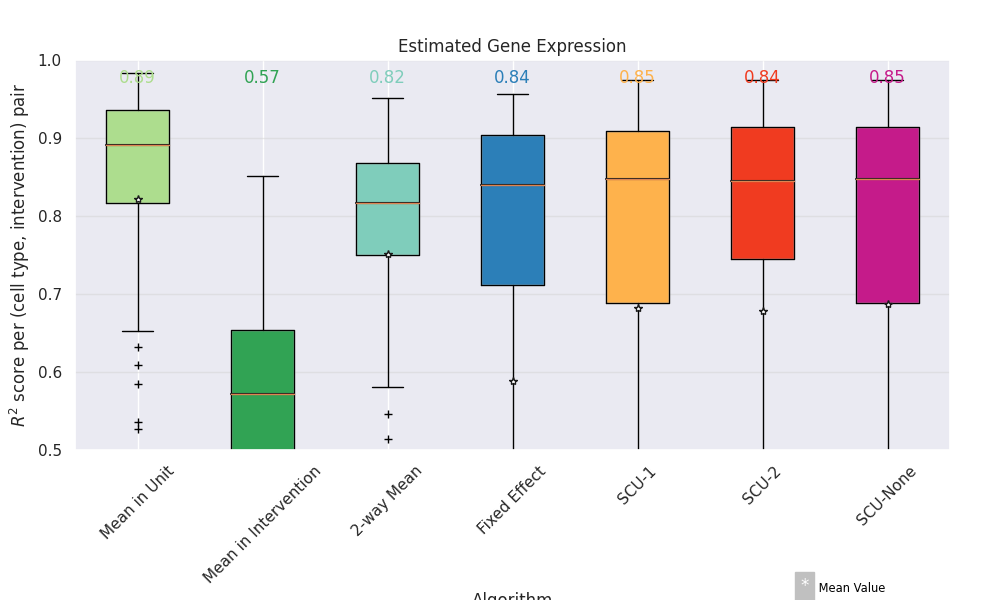 Estimated Gene Expression
1.0
0.9
0.8
0.7
0.6
0.5
R² score per (cell type, intervention) pair
0.89
0.57
0.82
0.84
0.85
0.84
0.85
Mean in Unit
Mean in Intervention
2-way Mean
Fixed Effect
SCU-1
SCU-2
SCU-None
Algorithm
* Mean Value